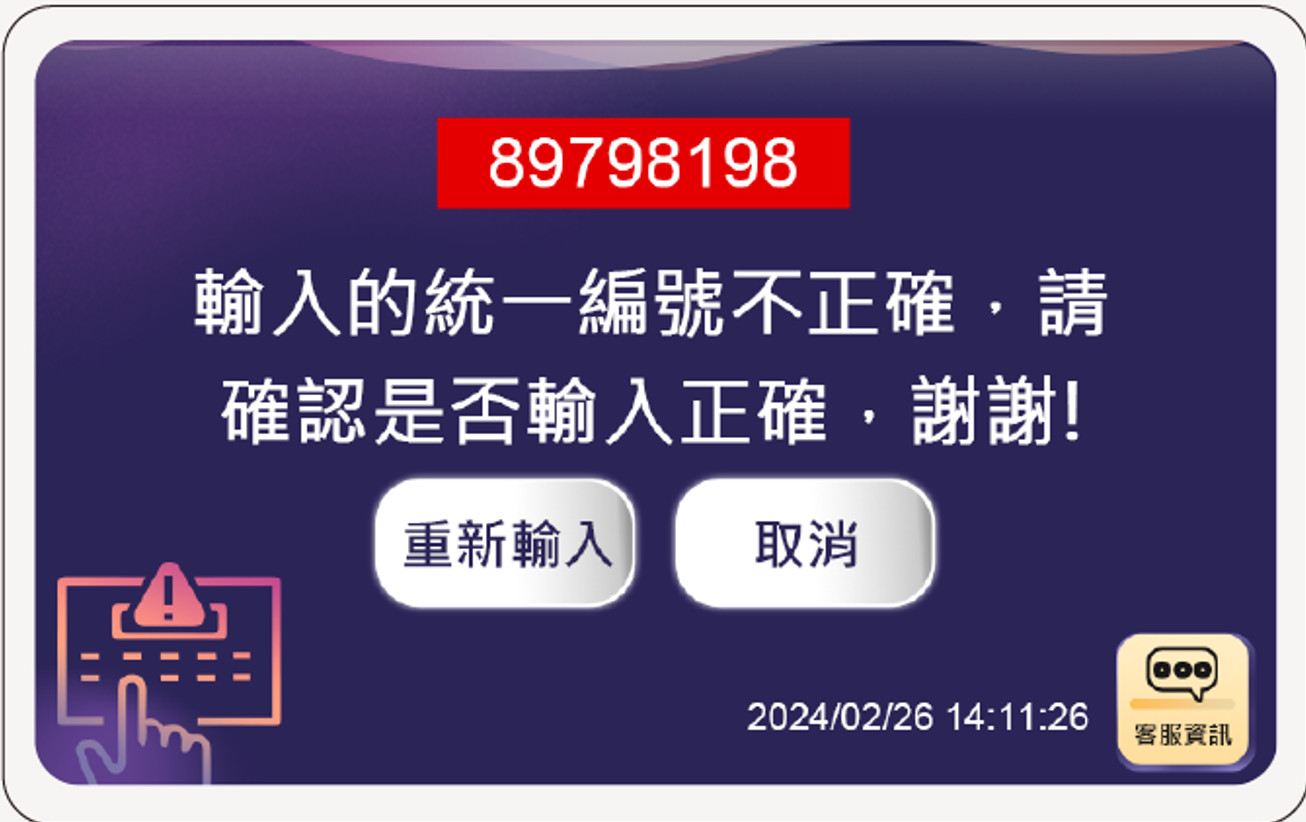 89798198
輸入的統一編號不正確，請
確認是否輸入正確，謝謝!
重新輸入 取消
2024/02/26 14:11:26
客服資訊